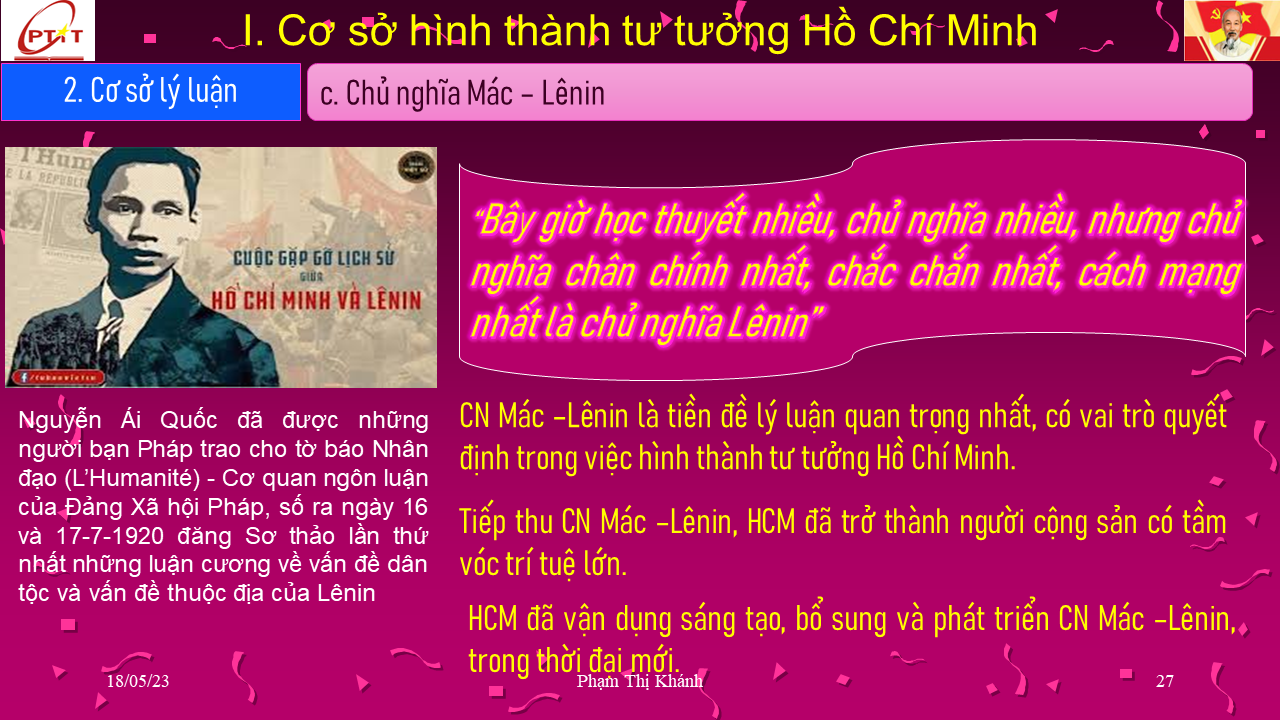 PTiT
I. Cơ sở hình thành tư tưởng Hồ Chí Minh
2. Cơ sở lý luận
c. Chủ nghĩa Mác – Lênin
l'Hum
DE LA REPUBLI
CUỘC GẶP GỠ LỊCH SỬ
GIỮA
HỒ CHÍ MINH VÀ LÊNIN
“Bây giờ học thuyết nhiều, chủ nghĩa nhiều, nhưng chủ
nghĩa chân chính nhất, chắc chắn nhất, cách mạng
nhất là chủ nghĩa Lênin”
Nguyễn Ái Quốc đã được những
người bạn Pháp trao cho tờ báo Nhân
đạo (L’Humanité) - Cơ quan ngôn luận
của Đảng Xã hội Pháp, số ra ngày 16
và 17-7-1920 đăng Sơ thảo lần thứ
nhất những luận cương về vấn đề dân
tộc và vấn đề thuộc địa của Lênin
CN Mác –Lênin là tiền đề lý luận quan trọng nhất, có vai trò quyết
định trong việc hình thành tư tưởng Hồ Chí Minh.
Tiếp thu CN Mác –Lênin, HCM đã trở thành người cộng sản có tầm
vóc trí tuệ lớn.
HCM đã vận dụng sáng tạo, bổ sung và phát triển CN Mác –Lênin,
trong thời đại mới.
18/05/23
Phạm Thị Khánh
27